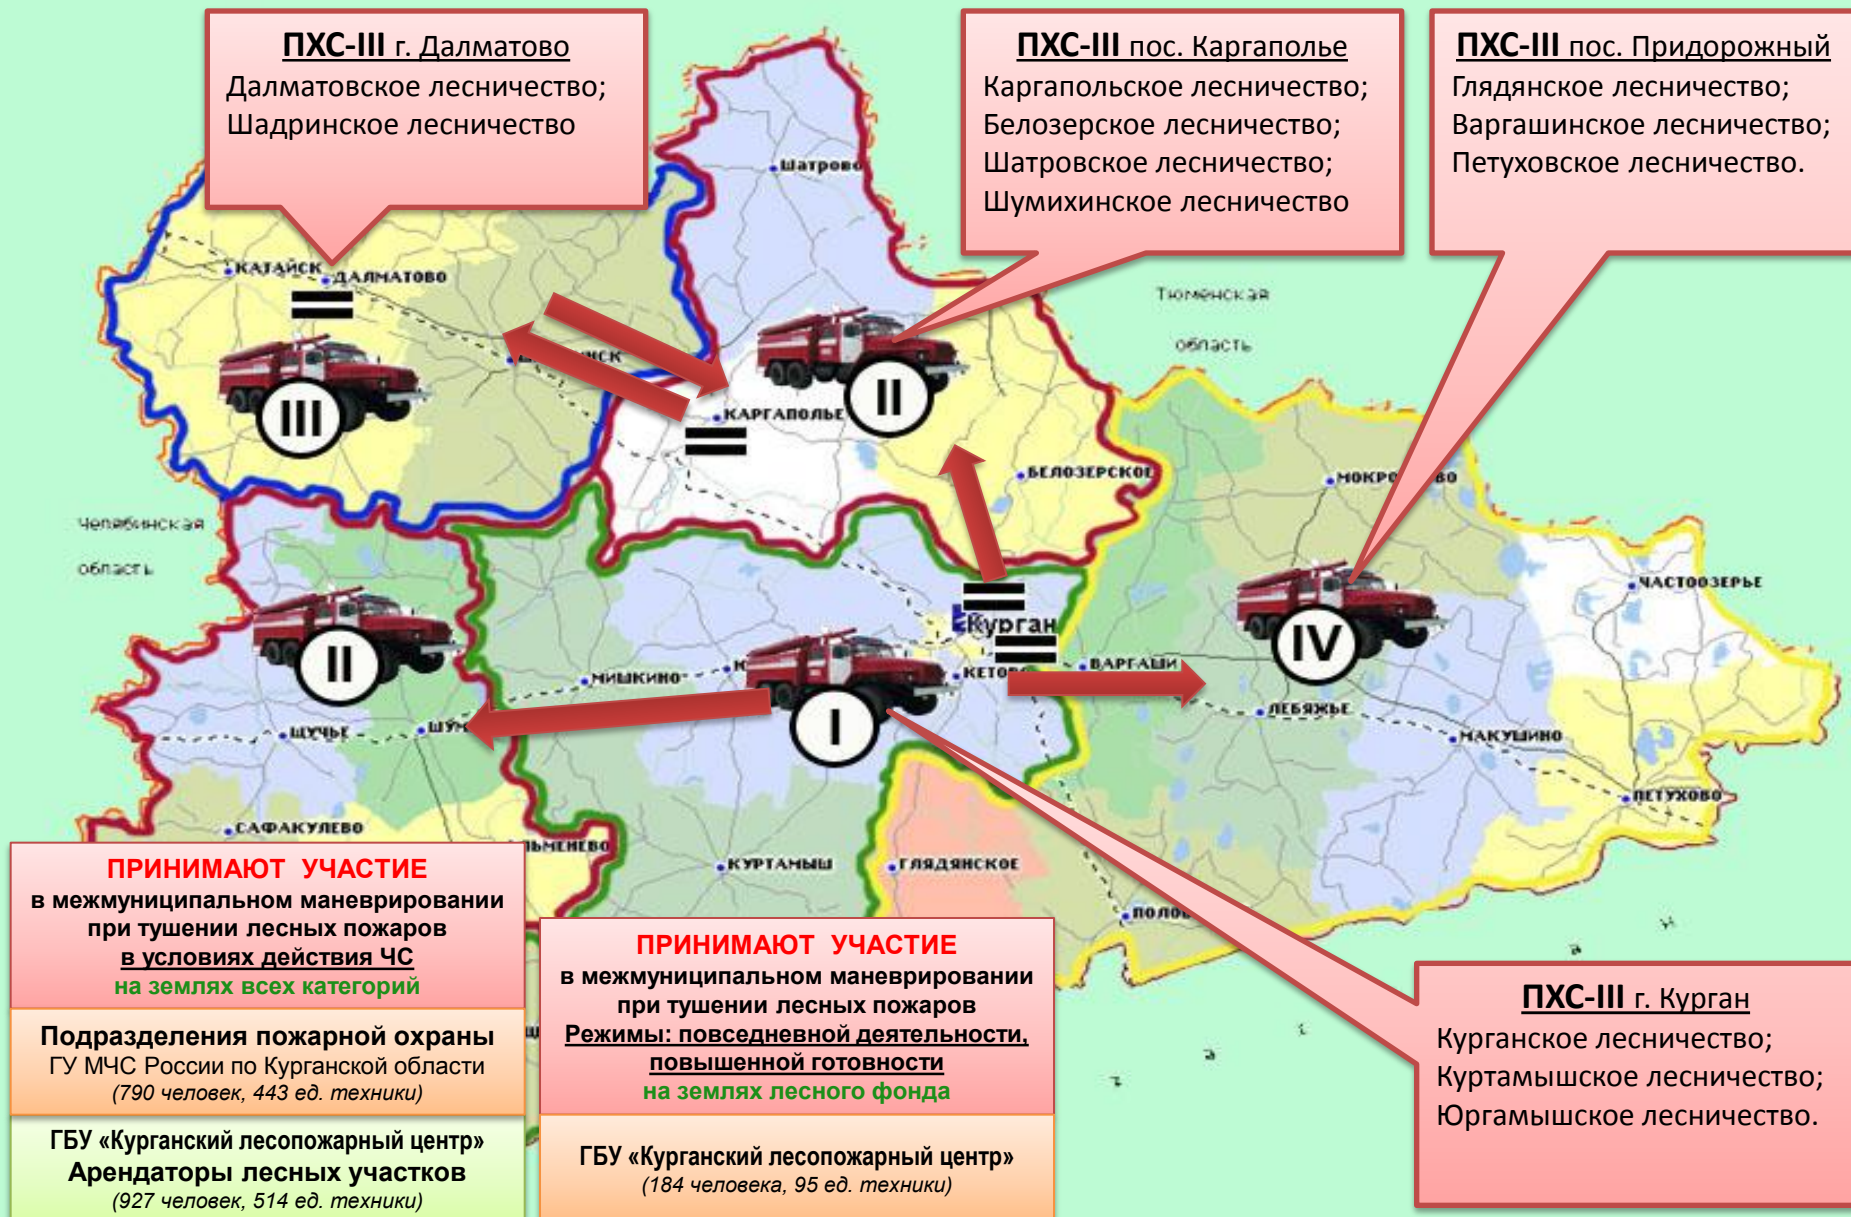 ПХС-III г. Далматово
Далматовское лесничество;
Шадринское лесничество
ПХС-III пос. Каргаполье
Каргапольское лесничество;
Белозерское лесничество;
Шатровское лесничество;
Шумихинское лесничество
ПХС-III пос. Придорожный
Глядянское лесничество;
Варгашинское лесничество;
Петуховское лесничество.
Шатрово
КАТАЙСК
ДАЛМАТОВО
Тюменская
область
III
II
КАРГАПОЛЬЕ
БЕЛОЗЕРСКОЕ
Челябинская
область
ЧАСТООЗЕРЬЕ
II
Курган
IV
МИШКИНО
ВАРГАШИ
I
ЛЕБЯЖЬЕ
ЩУЧЬЕ
МАКУШИНО
ПЕТУХОВО
САФАКУЛЕВО
КУРТАМЫШ
ГЛЯДЯНСКОЕ
ПРИНИМАЮТ УЧАСТИЕ
в межмуниципальном маневрировании
при тушении лесных пожаров
в условиях действия ЧС
на землях всех категорий
Подразделения пожарной охраны
ГУ МЧС России по Курганской области
(790 человек, 443 ед. техники)
ГБУ «Курганский лесопожарный центр»
Арендаторы лесных участков
(927 человек, 514 ед. техники)
ПРИНИМАЮТ УЧАСТИЕ
в межмуниципальном маневрировании
при тушении лесных пожаров
Режимы: повседневной деятельности,
повышенной готовности
на землях лесного фонда
ГБУ «Курганский лесопожарный центр»
(184 человека, 95 ед. техники)
ПХС-III г. Курган
Курганское лесничество;
Куртамышское лесничество;
Юргамышское лесничество.